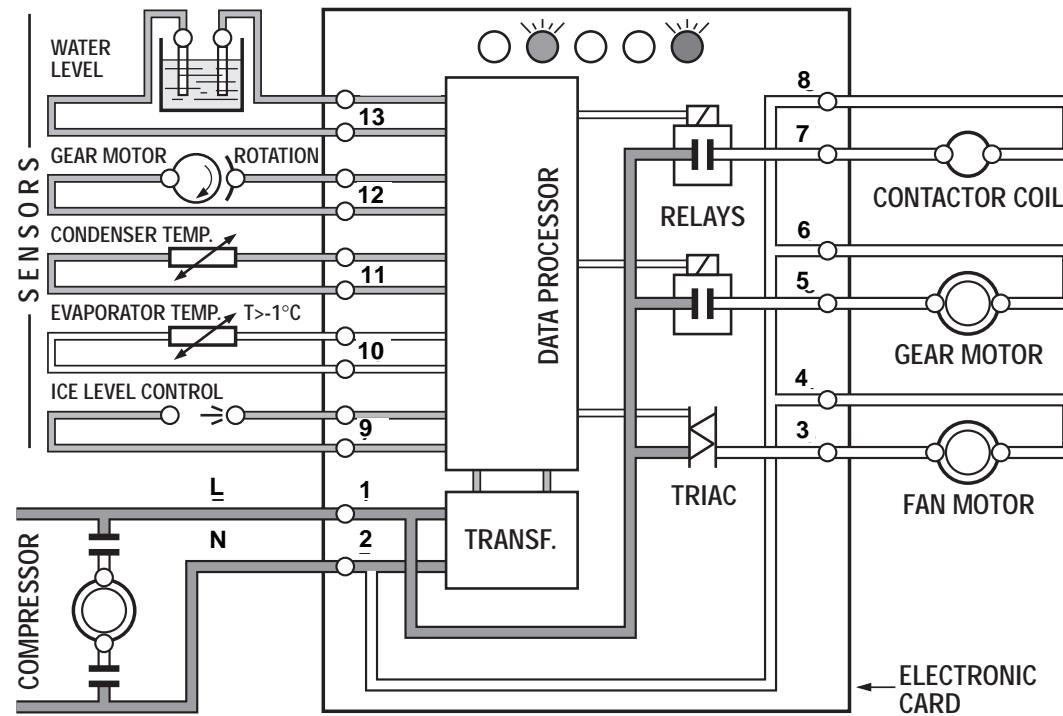 SENSORS
WATER
LEVEL
13
GEAR MOTOR ROTATION
12
CONDENSER TEMP.
11
EVAPORATOR TEMP. T>-1°C
10
ICE LEVEL CONTROL
9
L
1
N
2
COMPRESSOR
DATA PROCESSOR
TRANSF.
RELAYS
TRIAC
8
7
CONTACTOR COIL
6
5
GEAR MOTOR
4
3
FAN MOTOR
ELECTRONIC
CARD